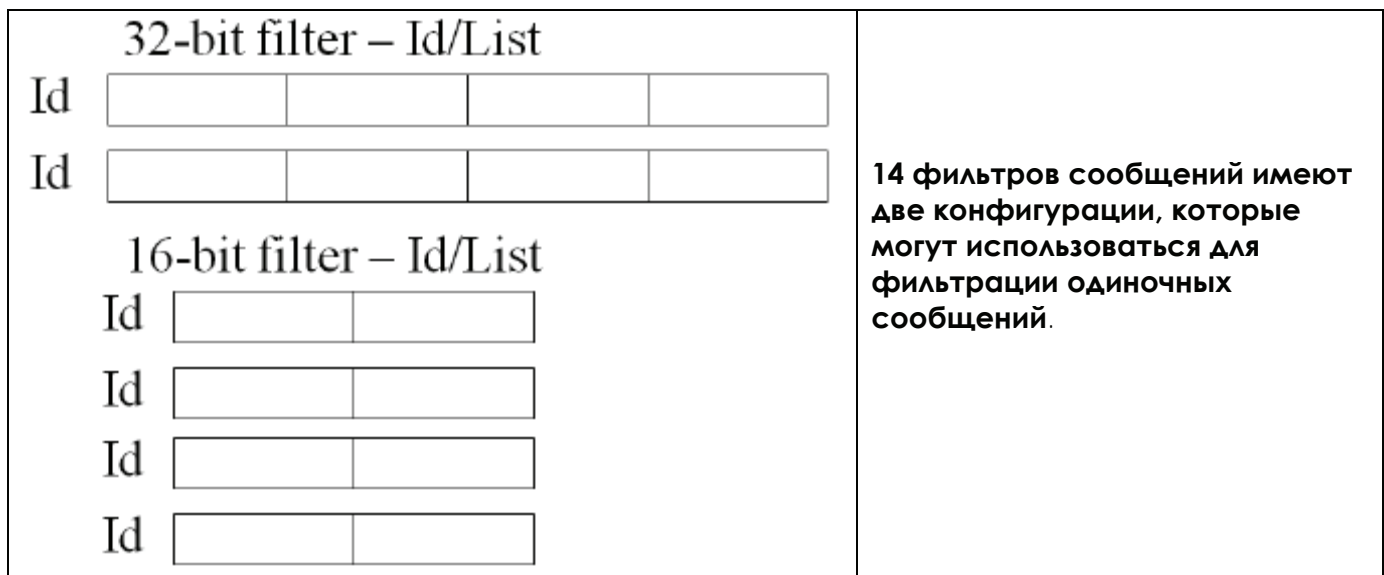 32-bit filter – Id/List
Id
Id
16-bit filter – Id/List
Id
Id
Id
Id
14 фильтров сообщений имеют
две конфигурации, которые
могут использоваться для
фильтрации одиночных
сообщений.